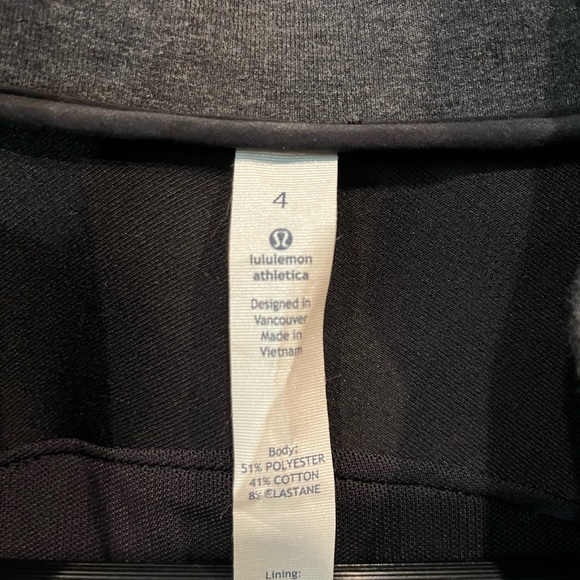 4
lululemon
athletica
Designed in
Vancouver
Made in
Vietnam
Body:
51% POLYESTER
41% COTTON
8% ELASTANE
Lining: